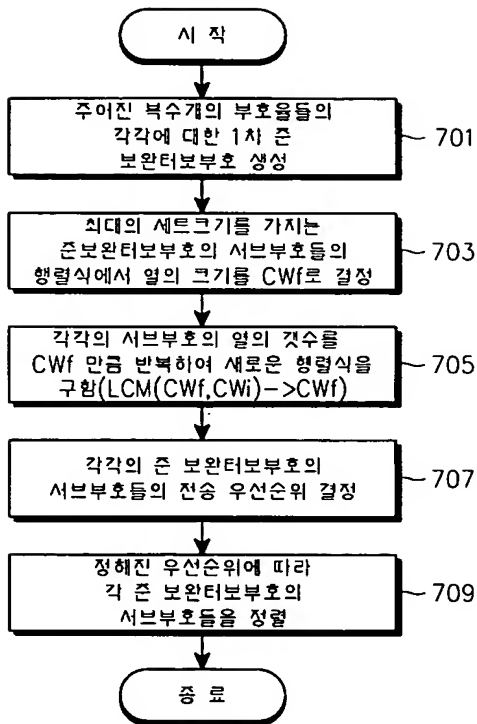 시 작
주어진 복수개의 부호율들의
각각에 대한 1차 준
보완터보부호 생성
701
최대의 세트크기를 가지는
준보완터보부호의 서브부호들의
행렬식에서 열의 크기를 CWf로 결정
703
각각의 서브부호의 열의 갯수를
CWf 만큼 반복하여 새로운 행렬식을
구함(LCM(CWf,CWi)->CWf)
705
각각의 준 보완터보부호의
서브부호들의 전송 우선순위 결정
707
정해진 우선순위에 따라
각 준 보완터보부호의
서브부호들을 정렬
709
종 료